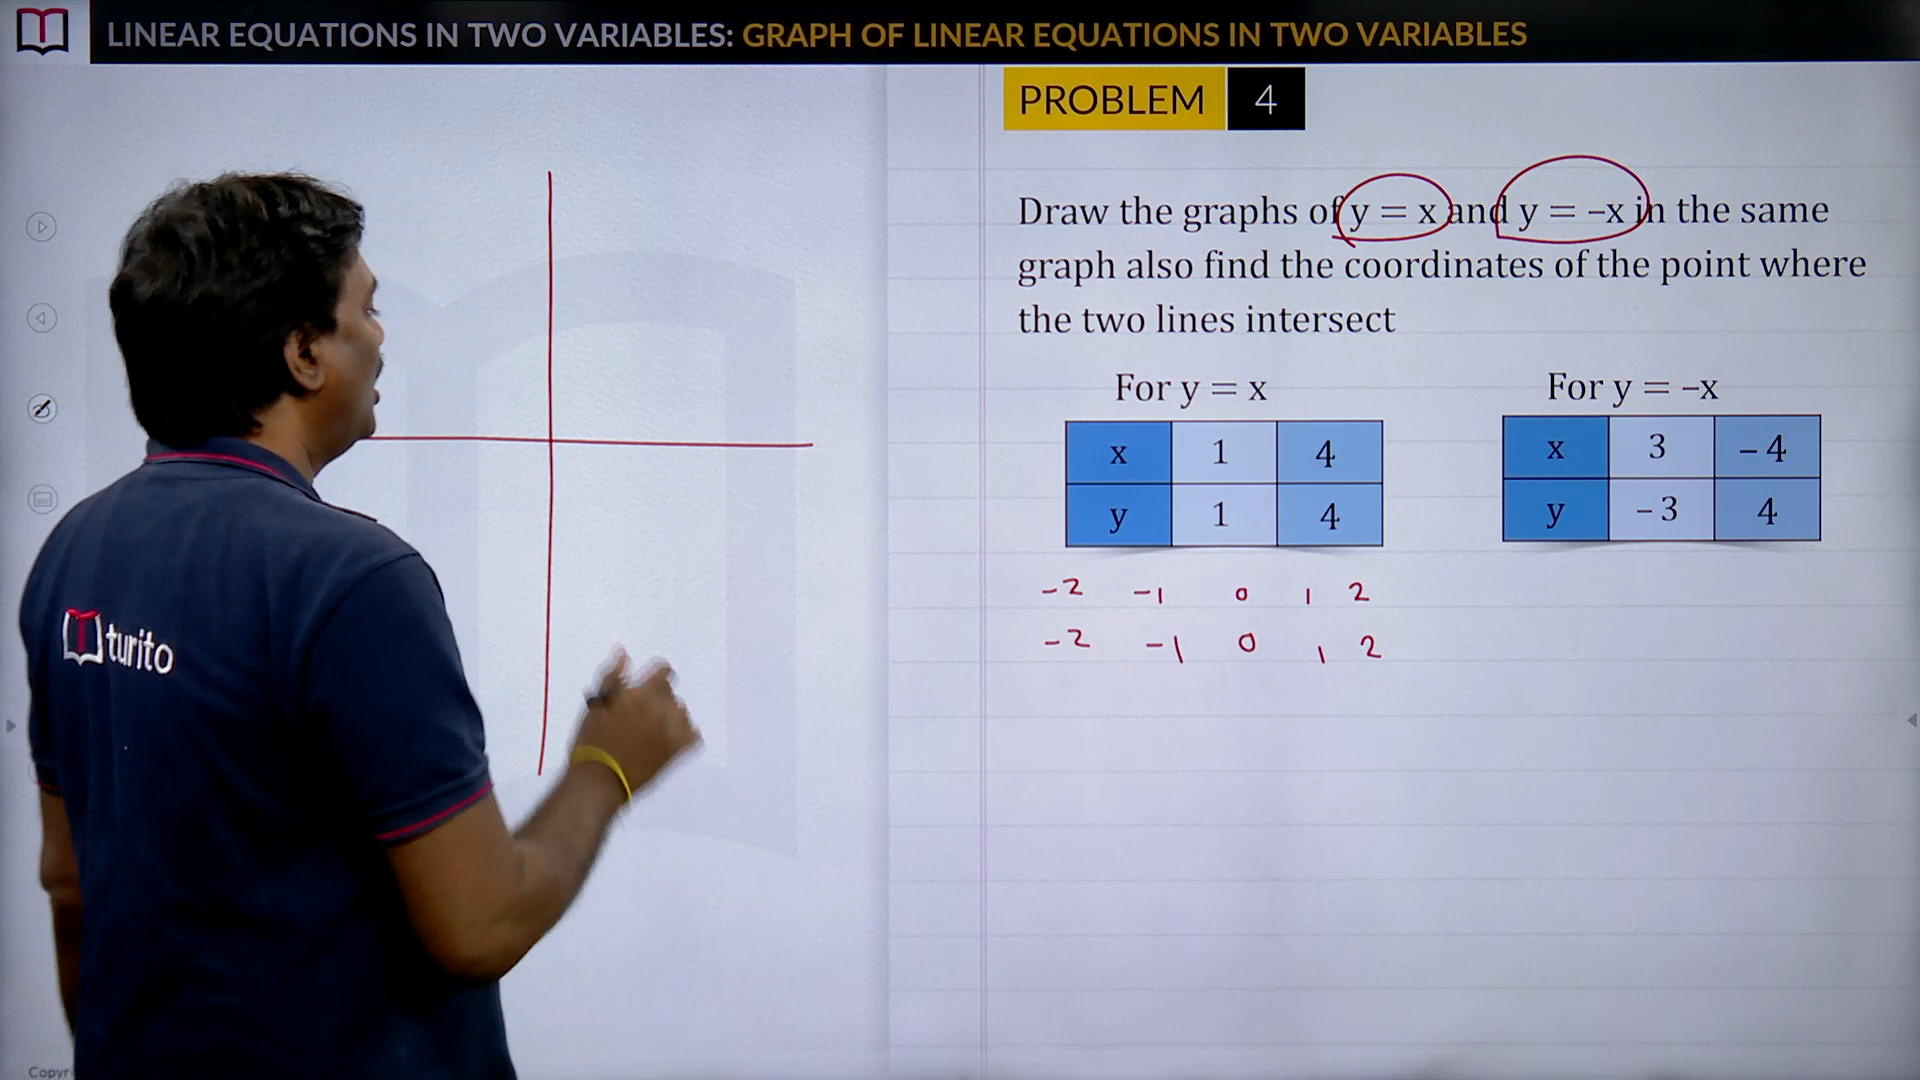 LINEAR EQUATIONS IN TWO VARIABLES: GRAPH OF LINEAR EQUATIONS IN TWO VARIABLES
PROBLEM 4
Draw the graphs of y = x and y = –x in the same
graph also find the coordinates of the point where
the two lines intersect
For y = x
x 1 4
y 1 4
For y = –x
x 3 – 4
y – 3 4
-2 -1 0 1 2
-2 -1 0 1 2
turito